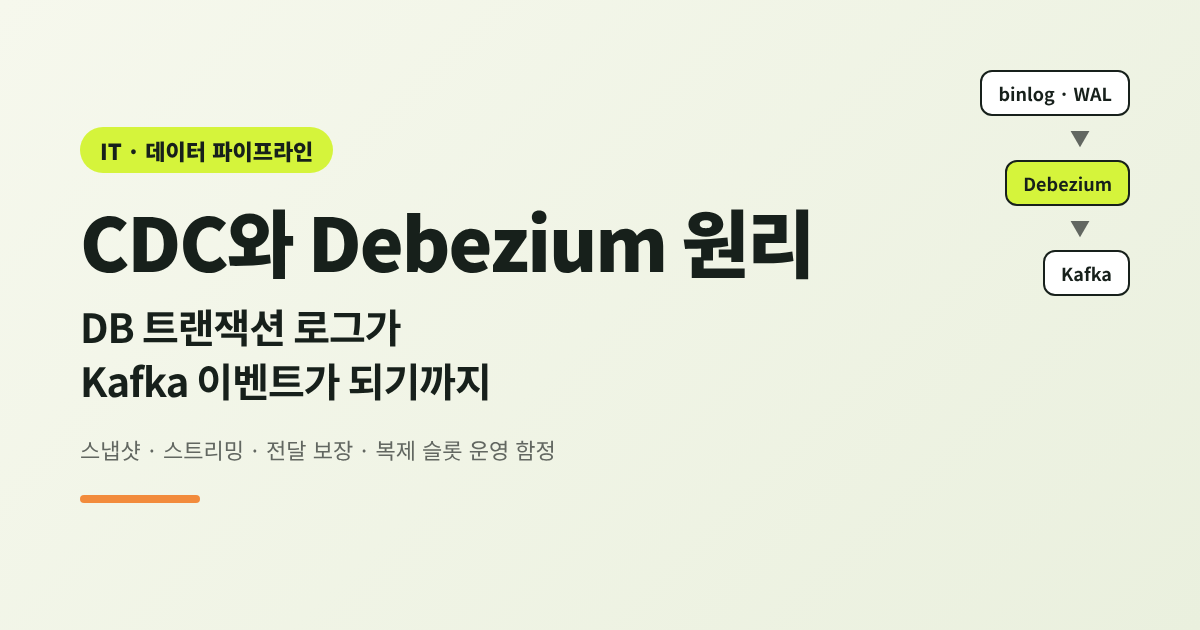 IT · 데이터 파이프라인
CDC와 Debezium 원리
DB 트랜잭션 로그가
Kafka 이벤트가 되기까지
스냅샷 · 스트리밍 · 전달 보장 · 복제 슬롯 운영 함정
binlog · WAL
Debezium
Kafka